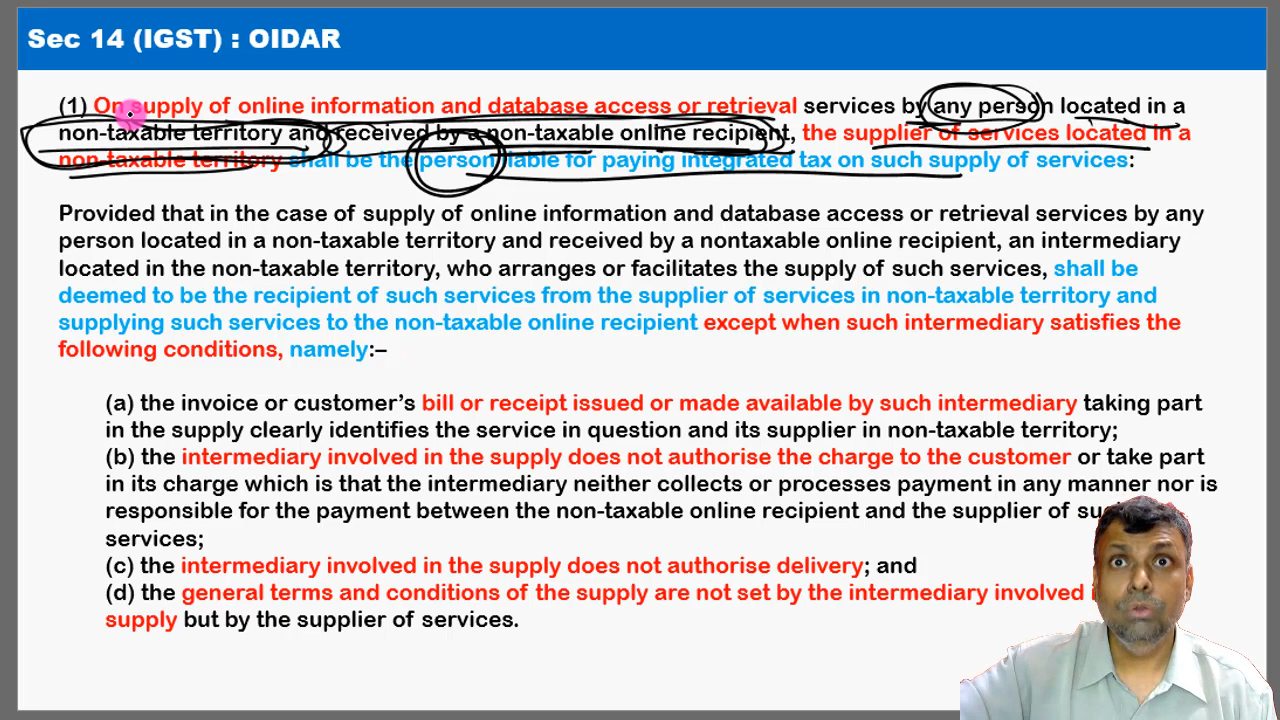 Sec 14 (IGST) : OIDAR
(1) On supply of online information and database access or retrieval services by any person located in a
non-taxable territory and received by a non-taxable online recipient, the supplier of services located in a
non-taxable territory shall be the person liable for paying integrated tax on such supply of services:
Provided that in the case of supply of online information and database access or retrieval services by any
person located in a non-taxable territory and received by a nontaxable online recipient, an intermediary
located in the non-taxable territory, who arranges or facilitates the supply of such services, shall be
deemed to be the recipient of such services from the supplier of services in non-taxable territory and
supplying such services to the non-taxable online recipient except when such intermediary satisfies the
following conditions, namely:–
(a) the invoice or customer's bill or receipt issued or made available by such intermediary taking part
in the supply clearly identifies the service in question and its supplier in non-taxable territory;
(b) the intermediary involved in the supply does not authorise the charge to the customer or take part
in its charge which is that the intermediary neither collects or processes payment in any manner nor is
responsible for the payment between the non-taxable online recipient and the supplier of
services;
(c) the intermediary involved in the supply does not authorise delivery; and
(d) the general terms and conditions of the supply are not set by the intermediary involved
supply but by the supplier of services.